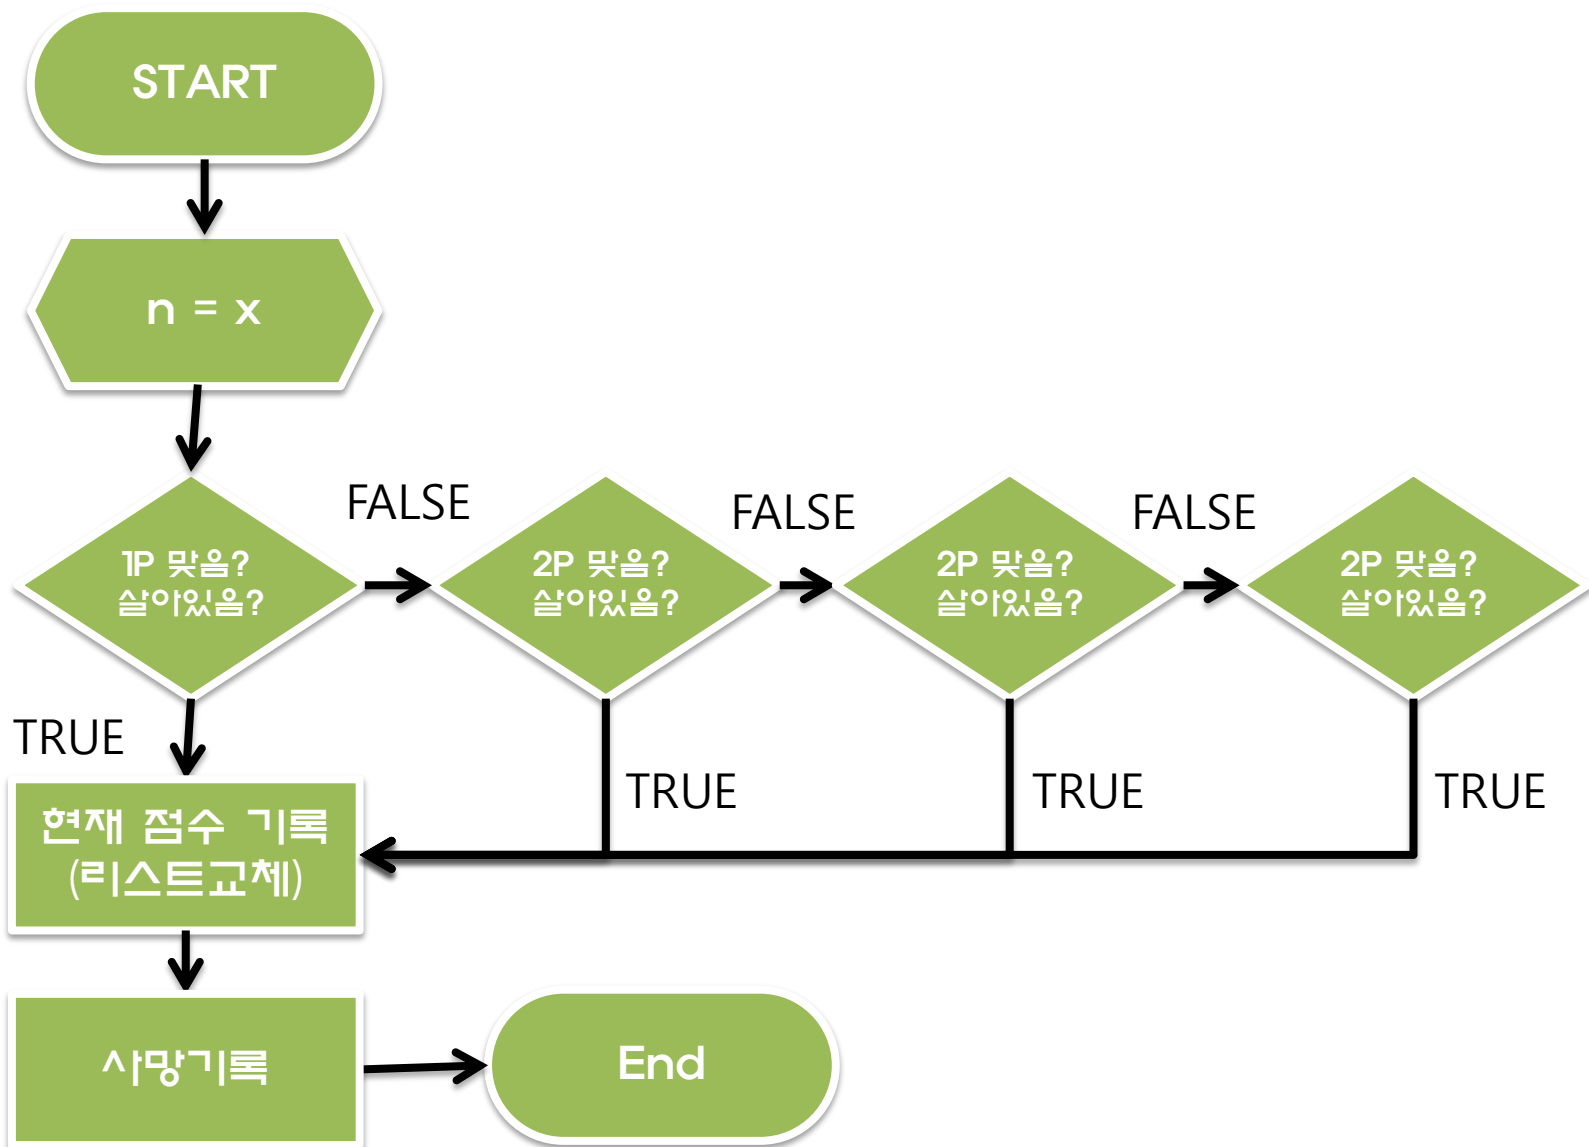 START
n = x
FALSE
FALSE
FALSE
1P 맞음?
살아있음?
2P 맞음?
살아있음?
2P 맞음?
살아있음?
2P 맞음?
살아있음?
TRUE
TRUE
TRUE
TRUE
현재 점수 기록
(리스트교체)
사망기록
End